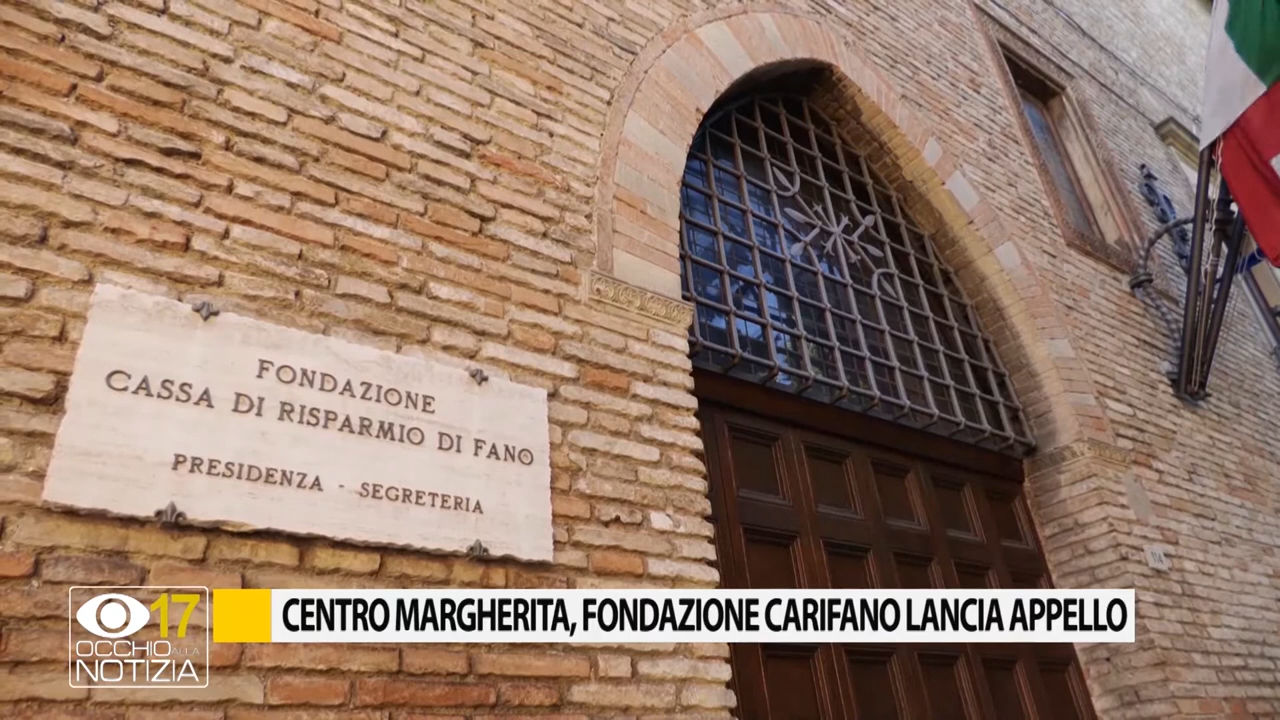 FONDAZIONE
CASSA DI RISPARMIO DI FANO
PRESIDENZA - SEGRETERIA
17
OCCHIO ALLA
NOTIZIA
CENTRO MARGHERITA, FONDAZIONE CARIFANO LANCIA APPELLO